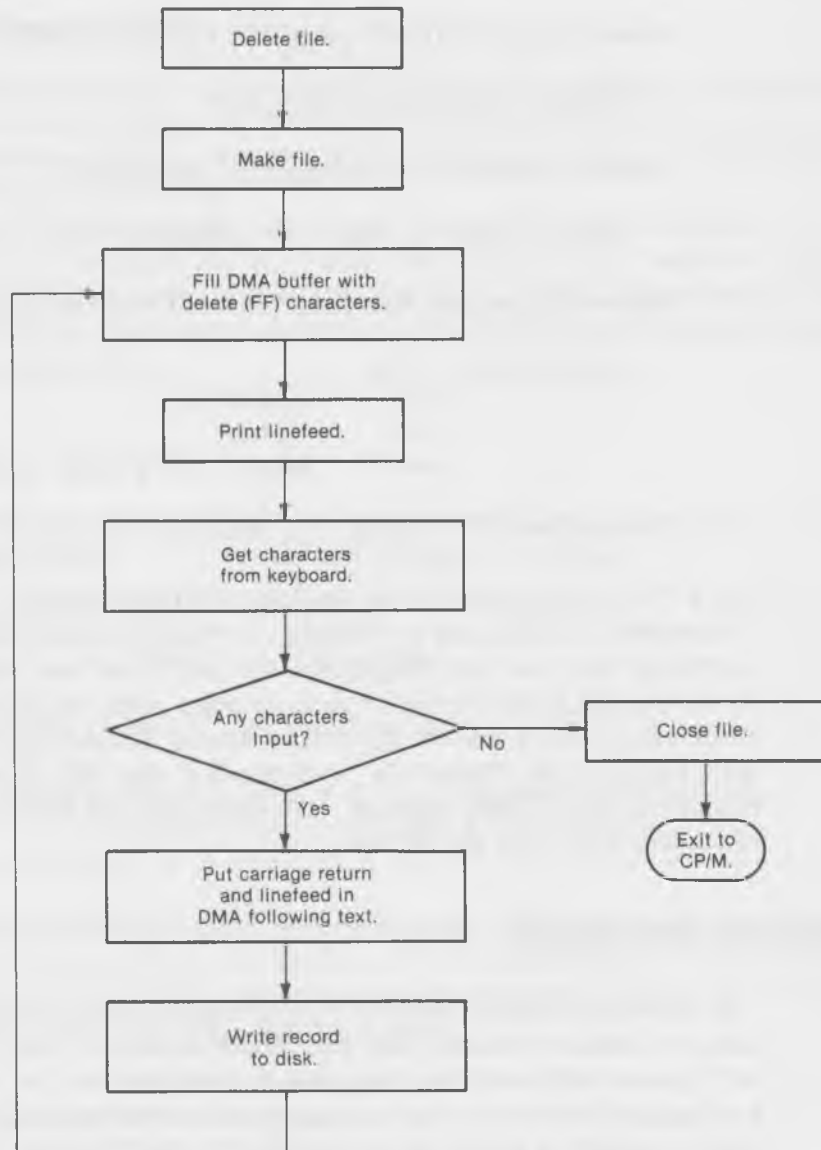 Delete file.
Make file.
Fill DMA buffer with
delete (FF) characters.
Print linefeed.
Get characters
from keyboard.
Any characters
Input?
No
Close file.
Yes
Exit to
CP/M.
Put carriage return
and linefeed in
DMA following text.
Write record
to disk.